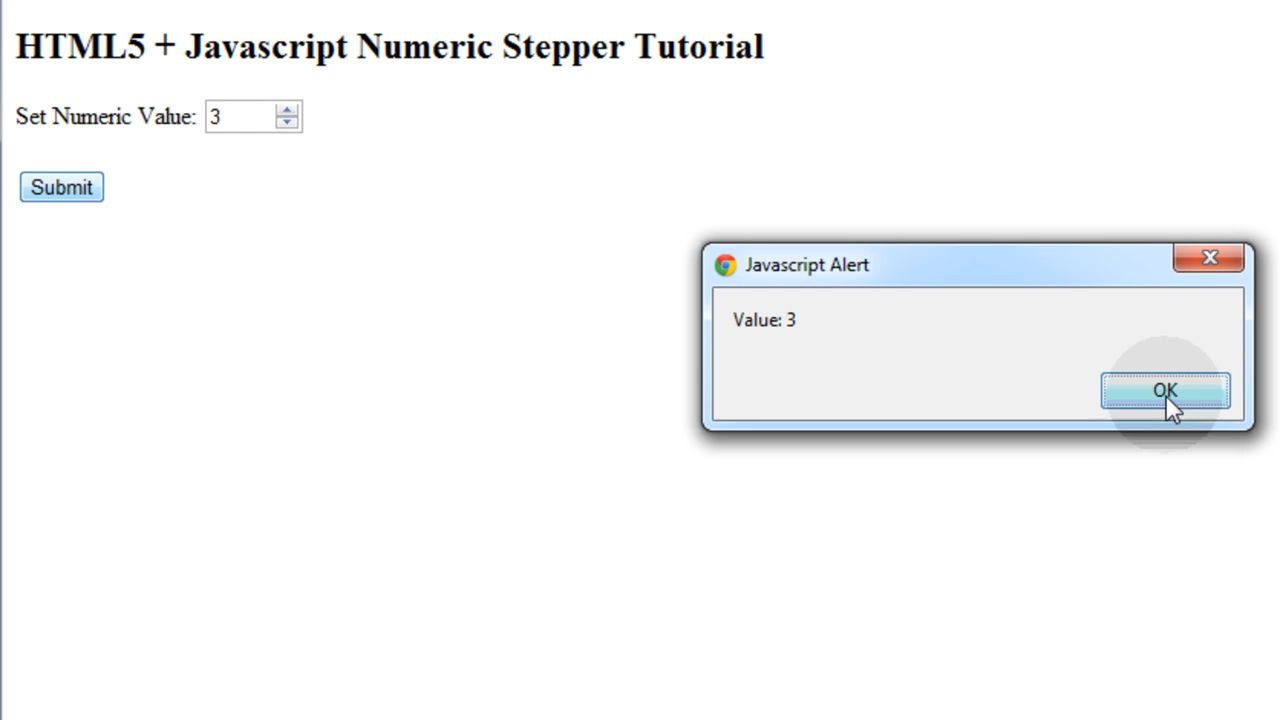 HTML5 + Javascript Numeric Stepper Tutorial
Set Numeric Value: 3
Submit
Javascript Alert
Value: 3
OK